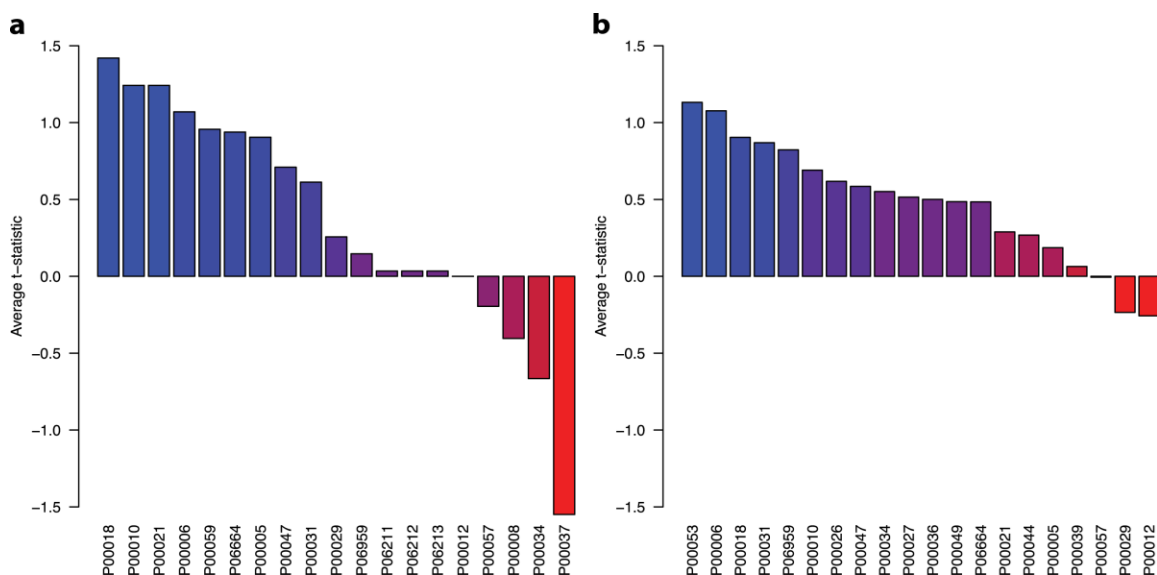 a
Average t-statistic
1.5
1.0
0.5
0.0
−0.5
−1.0
−1.5
P00018
P00010
P00021
P00006
P00059
P06664
P00005
P00047
P00031
P00029
P06959
P06211
P06212
P06213
P00012
P00057
P00008
P00034
P00037
b
Average t-statistic
1.5
1.0
0.5
0.0
−0.5
−1.0
−1.5
P00053
P00006
P00018
P00031
P06959
P00010
P00026
P00047
P00034
P00027
P00036
P00049
P06664
P00021
P00044
P00005
P00039
P00057
P00029
P00012